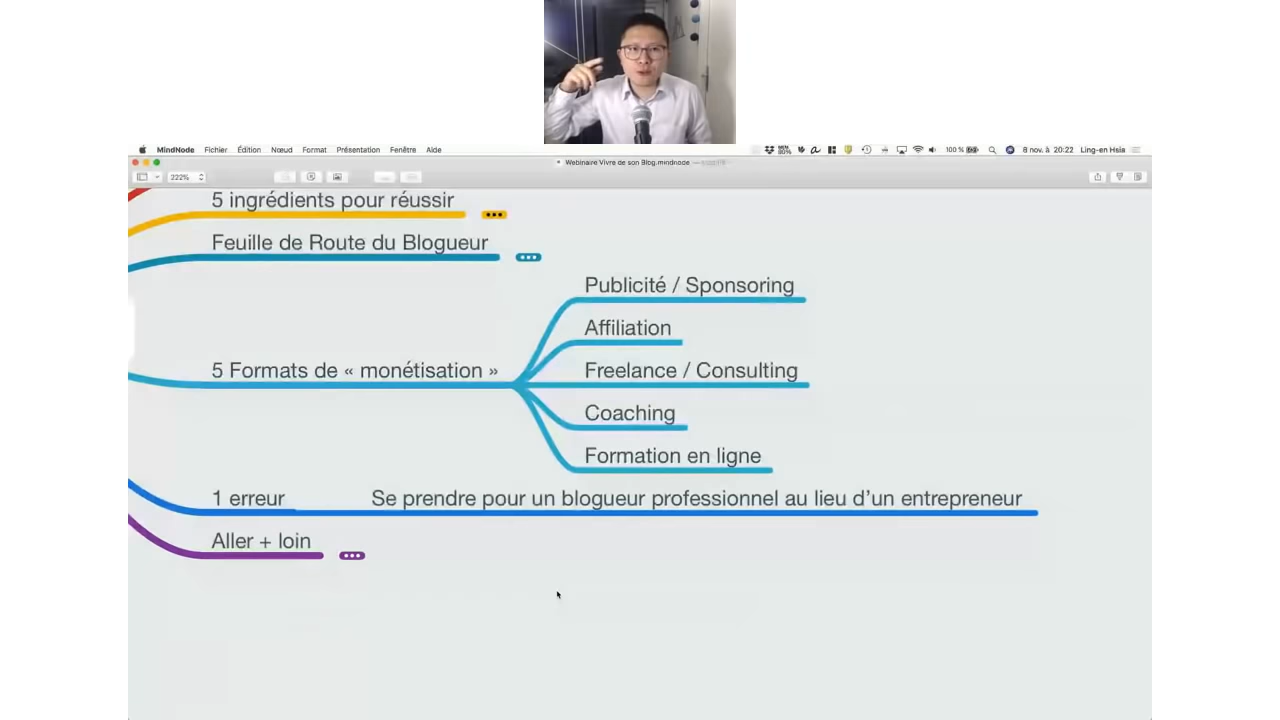 MindNode Fichier Édition Nœud Format Présentation Fenêtre Aide 100 % 8 nov. à 20:22 Ling-en Hsia
Webinaire Vivre de son Blog.mindnode
222%
5 ingrédients pour réussir
Feuille de Route du Blogueur
Publicité / Sponsoring
Affiliation
5 Formats de « monétisation »
Freelance / Consulting
Coaching
Formation en ligne
1 erreur
Se prendre pour un blogueur professionnel au lieu d’un entrepreneur
Aller + loin